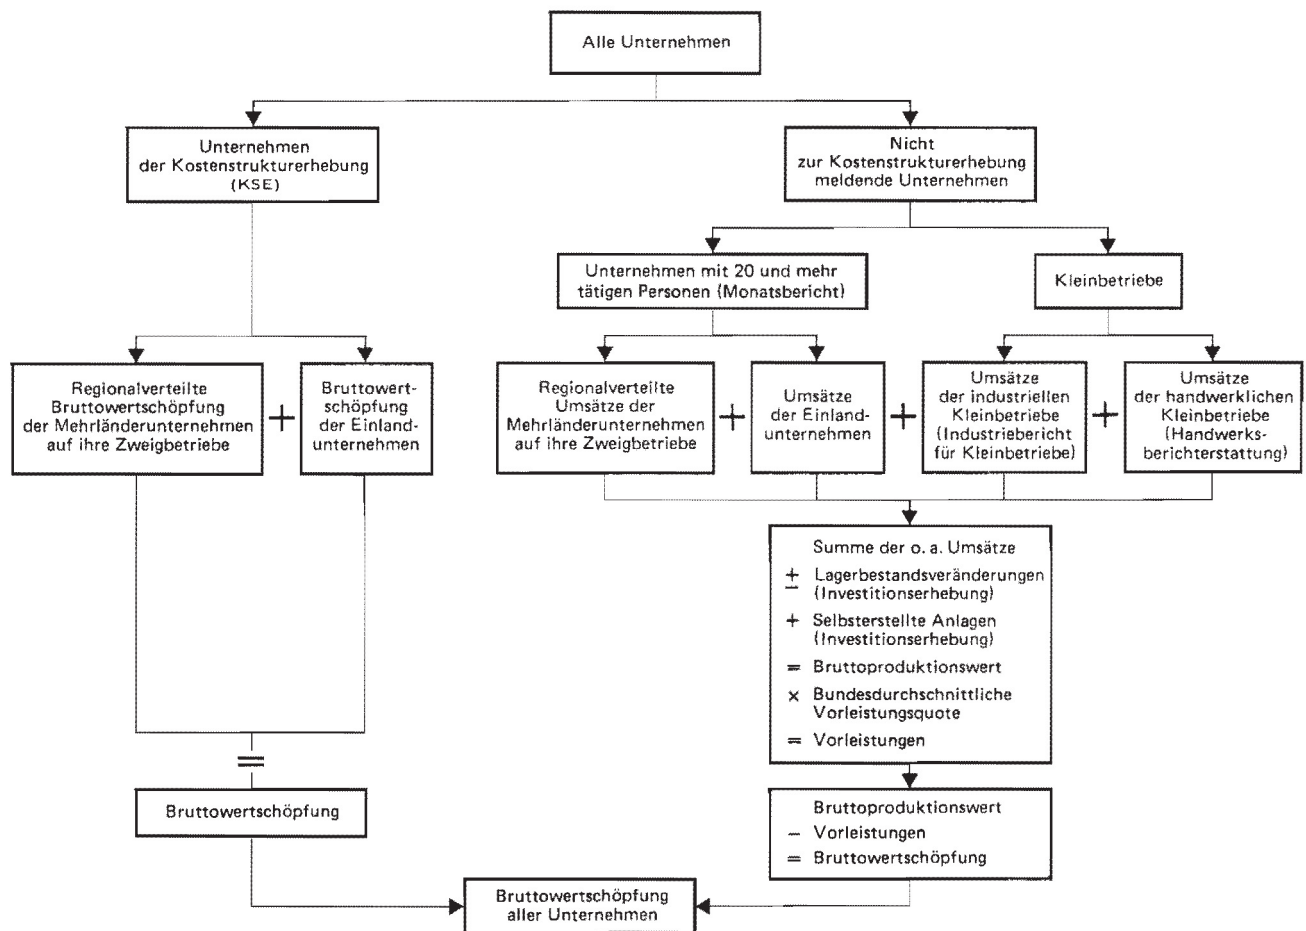 Alle Unternehmen
Unternehmen
der Kostenstrukturerhebung
(KSE)
Nicht
zur Kostenstrukturerhebung
meldende Unternehmen
Unternehmen mit 20 und mehr
tätigen Personen (Monatsbericht)
Kleinbetriebe
Regionalverteilte
Bruttowertschöpfung
der Mehrländerunternehmen
auf ihre Zweigbetriebe
+
Bruttowert-
schöpfung
der Einland-
unternehmen
Regionalverteilte
Umsätze der
Mehrländerunternehmen
auf ihre Zweigbetriebe
+
Umsätze
der Einland-
unternehmen
+
Umsätze
der industriellen
Kleinbetriebe
(Industriebericht
für Kleinbetriebe)
+
Umsätze
der handwerklichen
Kleinbetriebe
(Handwerks-
berichterstattung)
Summe der o. a. Umsätze
± Lagerbestandsveränderungen
(Investitionserhebung)
+ Selbsterstellte Anlagen
(Investitionserhebung)
= Bruttoproduktionswert
× Bundesdurchschnittliche
Vorleistungsquote
= Vorleistungen
=
Bruttowertschöpfung
Bruttoproduktionswert
– Vorleistungen
= Bruttowertschöpfung
Bruttowertschöpfung
aller Unternehmen